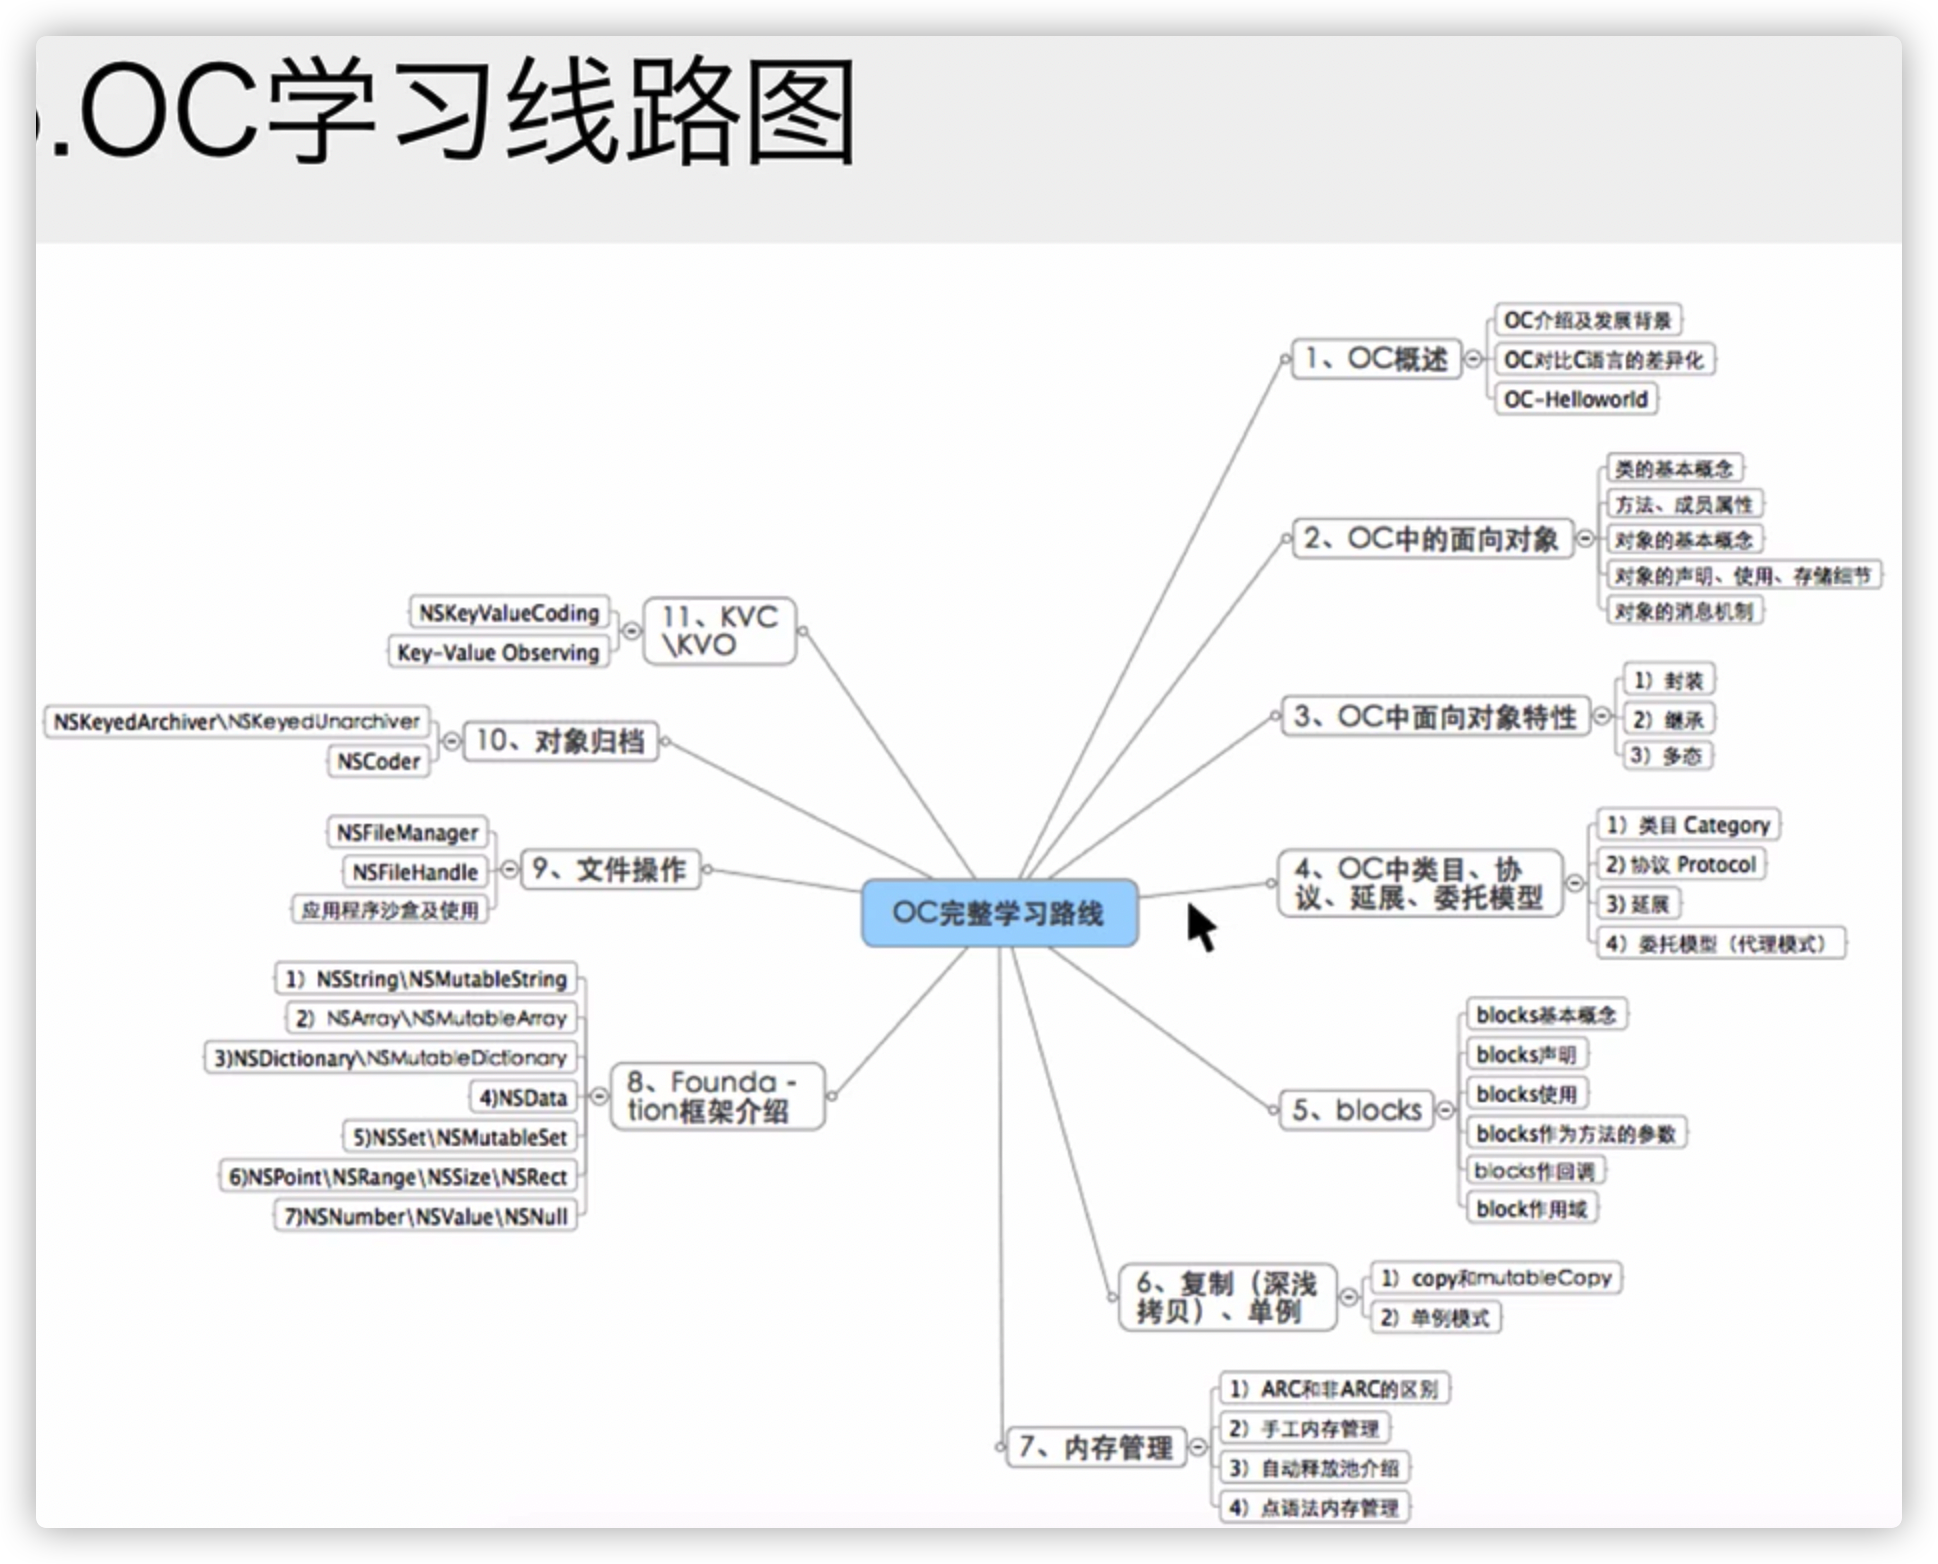 .OC学习线路图
OC完整学习路线
1、OC概述
OC介绍及发展背景
OC对比C语言的差异化
OC-Helloworld
2、OC中的面向对象
类的基本概念
方法、成员属性
对象的基本概念
对象的声明、使用、存储细节
对象的消息机制
3、OC中面向对象特性
1）封装
2）继承
3）多态
4、OC中类目、协
议、延展、委托模型
1）类目 Category
2) 协议 Protocol
3) 延展
4）委托模型（代理模式）
5、blocks
blocks基本概念
blocks声明
blocks使用
blocks作为方法的参数
blocks作回调
block作用域
6、复制（深浅
拷贝）、单例
1）copy和mutableCopy
2）单例模式
7、内存管理
1）ARC和非ARC的区别
2）手工内存管理
3）自动释放池介绍
4）点语法内存管理
8、Founda -
tion框架介绍
1）NSString\NSMutableString
2）NSArray\NSMutableArray
3)NSDictionary\NSMutableDictionary
4)NSData
5)NSSet\NSMutableSet
6)NSPoint\NSRange\NSSize\NSRect
7)NSNumber\NSValue\NSNull
9、文件操作
NSFileManager
NSFileHandle
应用程序沙盒及使用
10、对象归档
NSKeyedArchiver\NSKeyedUnarchiver
NSCoder
11、KVC
\KVO
NSKeyValueCoding
Key-Value Observing